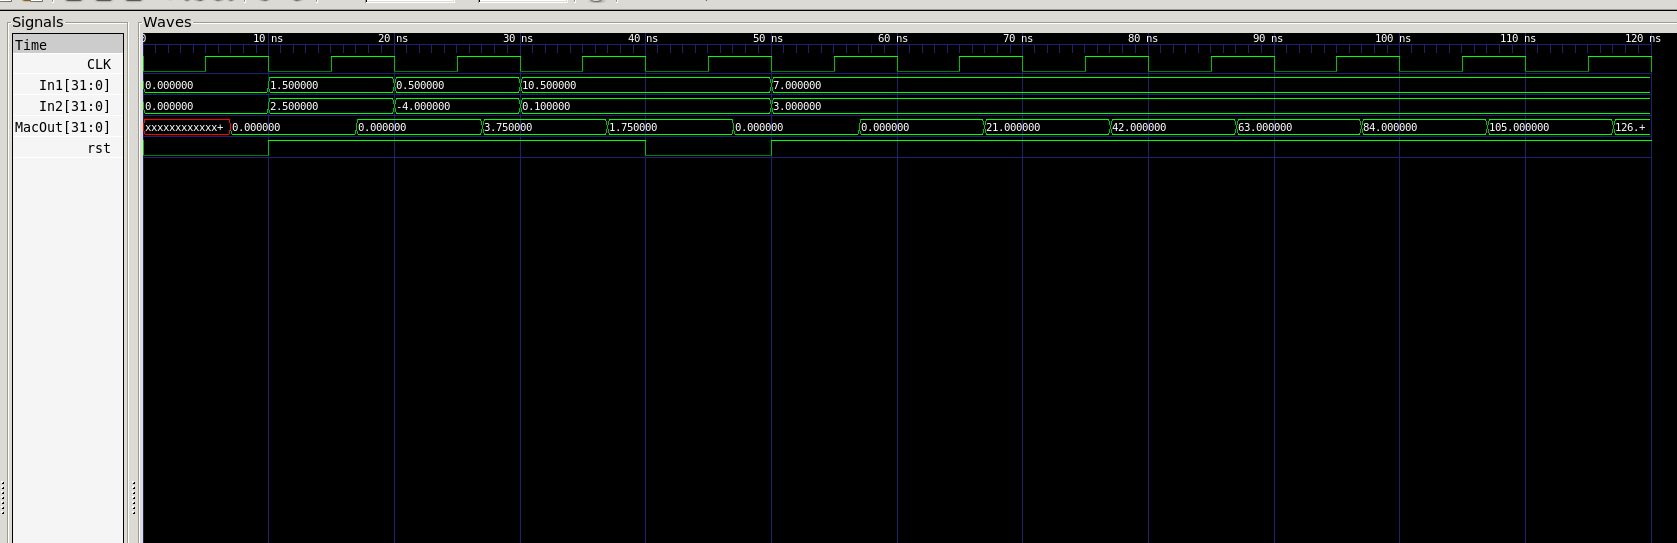 Signals
Waves
Time
0 10 ns 20 ns 30 ns 40 ns 50 ns 60 ns 70 ns 80 ns 90 ns 100 ns 110 ns 120 ns
CLK
In1[31:0] 0.000000 1.500000 0.500000 10.500000 7.000000
In2[31:0] 0.000000 2.500000 -4.000000 0.100000 3.000000
MacOut[31:0] xxxxxxxxxxxx+ 0.000000 0.000000 3.750000 1.750000 0.000000 0.000000 21.000000 42.000000 63.000000 84.000000 105.000000 126.+
rst